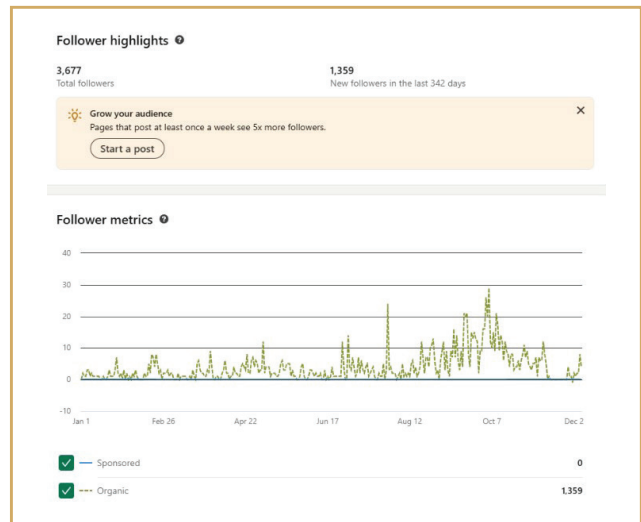 Follower highlights
3,677
Total followers
1,359
New followers in the last 342 days
Grow your audience
Pages that post at least once a week see 5x more followers.
Start a post
Follower metrics
40
30
20
10
0
-10
Jan 1 Feb 26 Apr 22 Jun 17 Aug 12 Oct 7 Dec 2
Sponsored 0
Organic 1,359